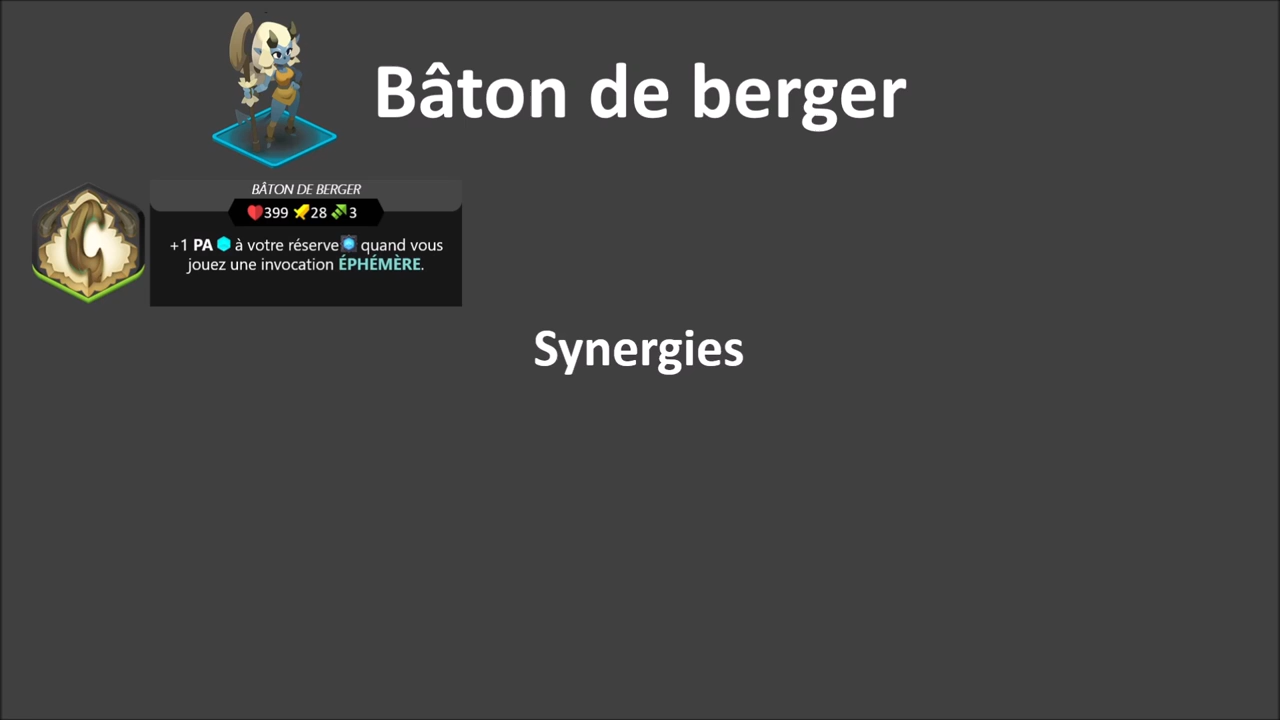 Bâton de berger
BÂTON DE BERGER
399 28 3
+1 PA à votre réserve quand vous
jouez une invocation ÉPHÉMÈRE.
Synergies